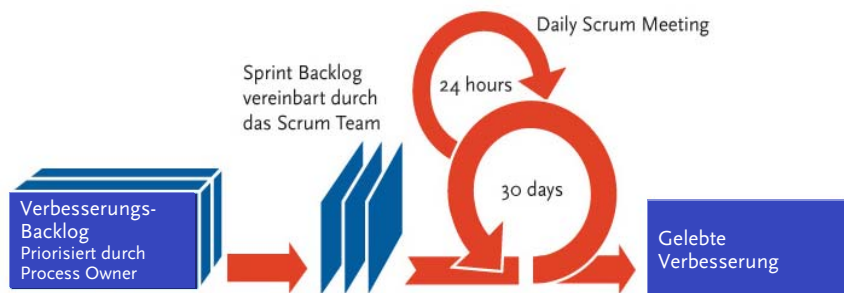 Daily Scrum Meeting
Sprint Backlog
vereinbart durch
das Scrum Team
24 hours
30 days
Verbesserungs-
Backlog
Priorisiert durch
Process Owner
Gelebte
Verbesserung